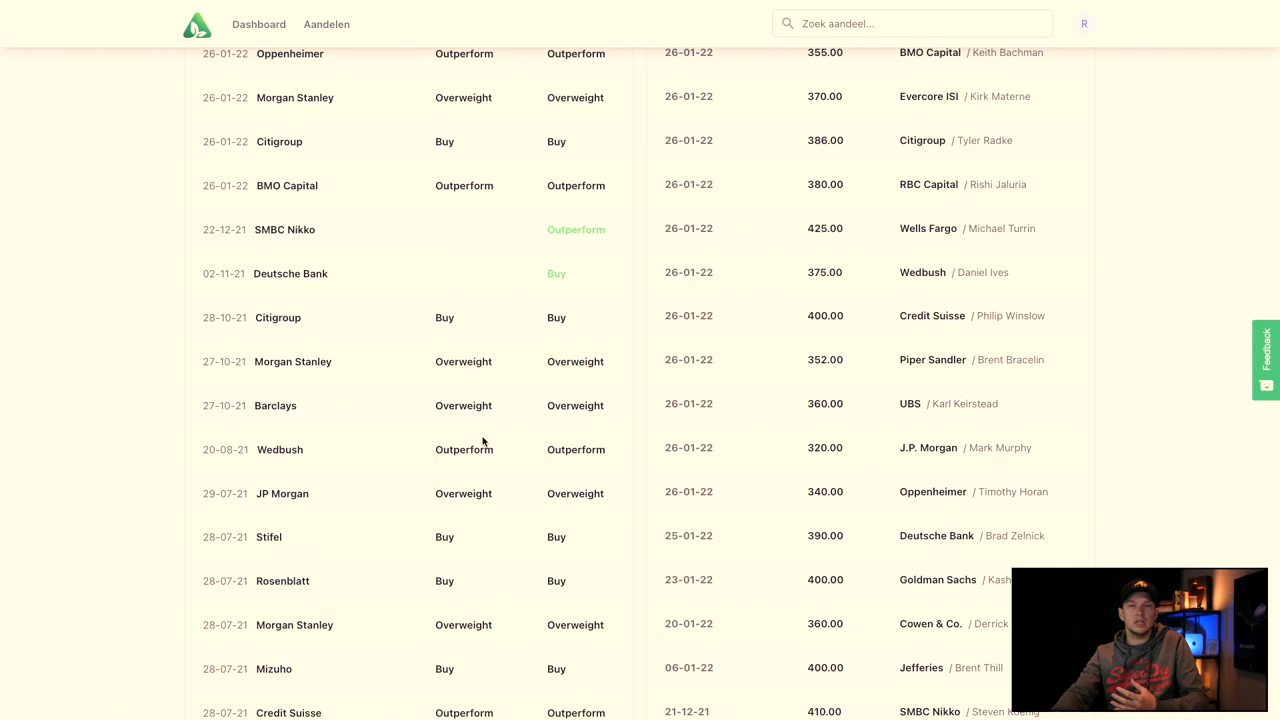 Dashboard Aandelen Zoek aandeel... R
26-01-22 Oppenheimer Outperform Outperform
26-01-22 Morgan Stanley Overweight Overweight
26-01-22 Citigroup Buy Buy
26-01-22 BMO Capital Outperform Outperform
22-12-21 SMBC Nikko Outperform
02-11-21 Deutsche Bank Buy
28-10-21 Citigroup Buy Buy
27-10-21 Morgan Stanley Overweight Overweight
27-10-21 Barclays Overweight Overweight
20-08-21 Wedbush Outperform Outperform
29-07-21 JP Morgan Overweight Overweight
28-07-21 Stifel Buy Buy
28-07-21 Rosenblatt Buy Buy
28-07-21 Morgan Stanley Overweight Overweight
28-07-21 Mizuho Buy Buy
28-07-21 Credit Suisse Outperform Outperform
26-01-22 355.00 BMO Capital / Keith Bachman
26-01-22 370.00 Evercore ISI / Kirk Materne
26-01-22 386.00 Citigroup / Tyler Radke
26-01-22 380.00 RBC Capital / Rishi Jaluria
26-01-22 425.00 Wells Fargo / Michael Turrin
26-01-22 375.00 Wedbush / Daniel Ives
26-01-22 400.00 Credit Suisse / Philip Winslow
26-01-22 352.00 Piper Sandler / Brent Bracelin
26-01-22 360.00 UBS / Karl Keirstead
26-01-22 320.00 J.P. Morgan / Mark Murphy
26-01-22 340.00 Oppenheimer / Timothy Horan
25-01-22 390.00 Deutsche Bank / Brad Zelnick
23-01-22 400.00 Goldman Sachs / Kash
20-01-22 360.00 Cowen & Co. / Derrick
06-01-22 400.00 Jefferies / Brent Thill
21-12-21 410.00 SMBC Nikko / Steven Koenig
Feedback